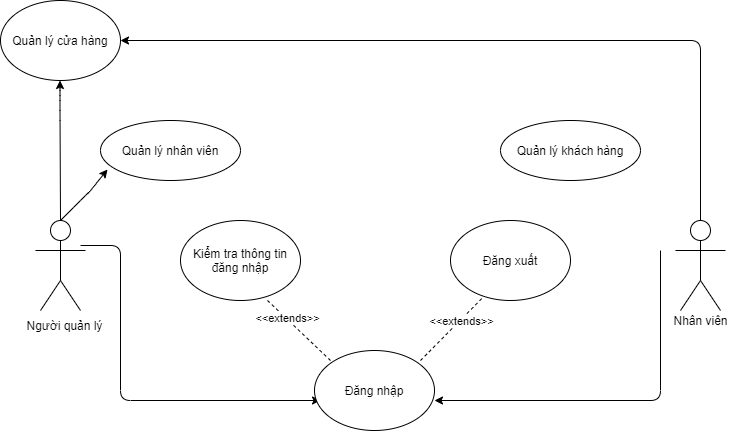 Quản lý cửa hàng
Quản lý nhân viên
Quản lý khách hàng
Kiểm tra thông tin
đăng nhập
Đăng xuất
<<extends>>
<<extends>>
Người quản lý
Nhân viên
Đăng nhập